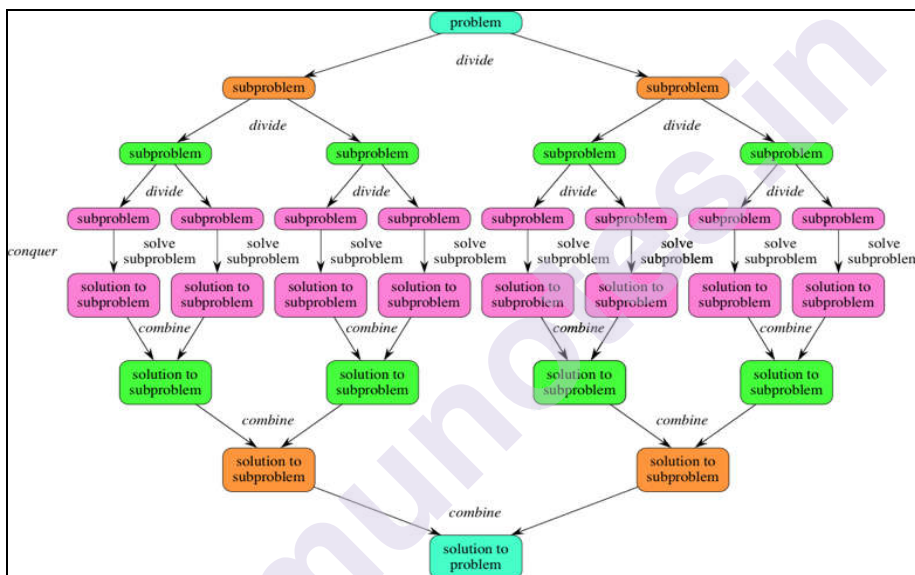 problem
divide
subproblem subproblem
divide divide
subproblem subproblem subproblem subproblem
divide divide divide divide
subproblem subproblem subproblem subproblem subproblem subproblem subproblem subproblem
conquer
solve solve solve solve solve solve solve solve
subproblem subproblem subproblem subproblem subproblem subproblem subproblem subproblem
solution to solution to solution to solution to solution to solution to solution to solution to
subproblem subproblem subproblem subproblem subproblem subproblem subproblem subproblem
combine combine combine combine
solution to solution to solution to solution to
subproblem subproblem subproblem subproblem
combine combine
solution to solution to
subproblem subproblem
combine
solution to
problem
munotes.in